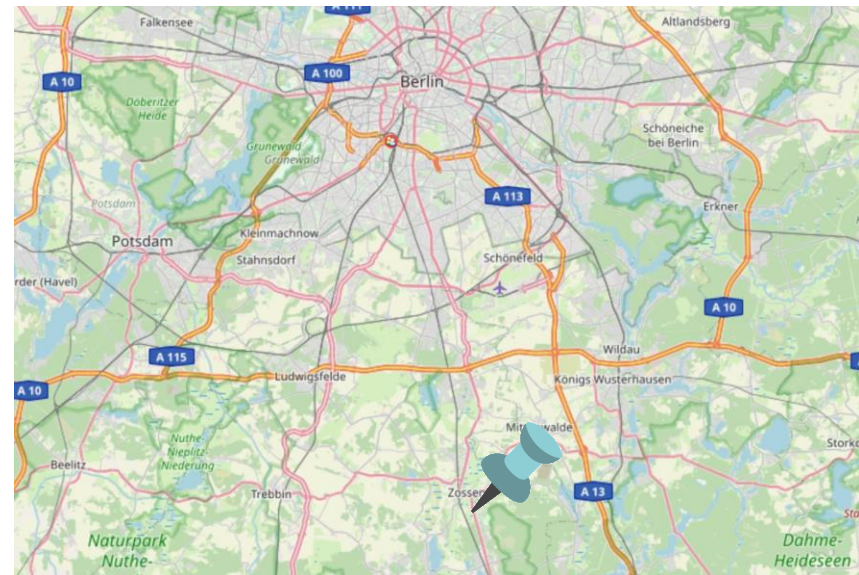 A 111
Falkensee
Altlandsberg
A 10
A 100
Berlin
Döberitzer
Heide
Schöneiche
bei Berlin
Grunewald
Grunewald
A 113
Potsdam
Erkner
Kleinmachnow
Potsdam
Stahnsdorf
Schönefeld
rder (Havel)
A 10
A 115
Wildau
A 10
Ludwigsfelde
Königs Wusterhausen
Mit walde
Nuthe-
Nieplitz-
Niederung
Storko
Beelitz
Trebbin
Zossen
A 13
Naturpark
Nuthe-
Dahme-
Heideseen